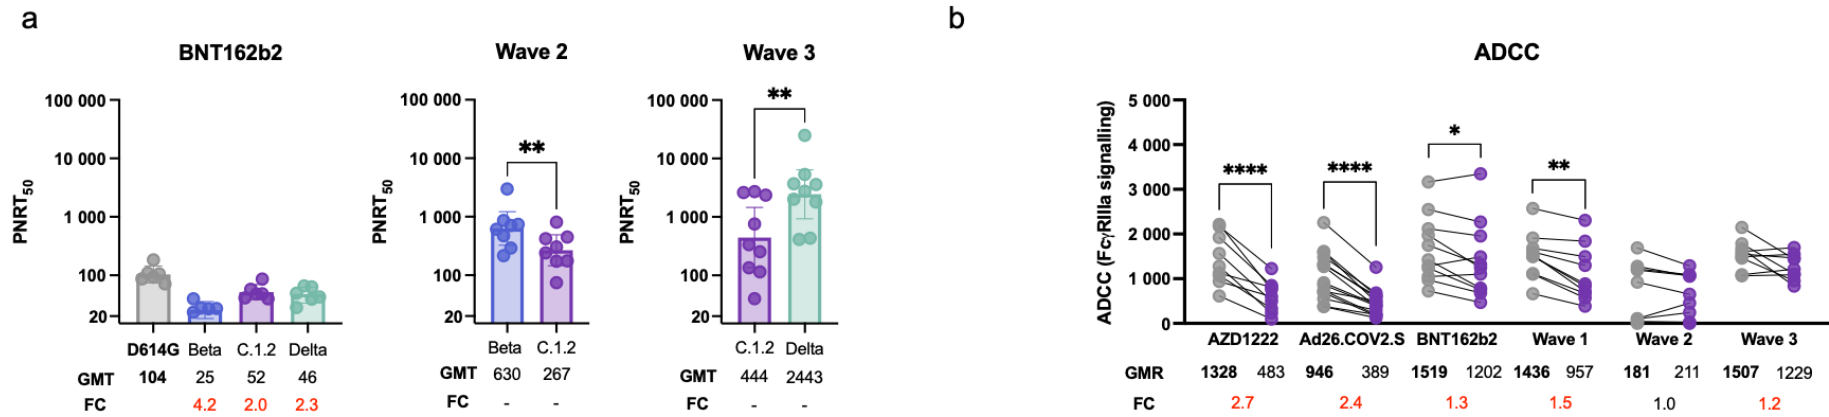 a
BNT162b2
PNRT50
100 000
10 000
1 000
100
20
D614G Beta C.1.2 Delta
GMT 104 25 52 46
FC 4.2 2.0 2.3
Wave 2
PNRT50
100 000
10 000
1 000
100
20
**
Beta C.1.2
GMT 630 267
FC - -
Wave 3
PNRT50
100 000
10 000
1 000
100
20
**
C.1.2 Delta
GMT 444 2443
FC - -
b
ADCC
ADCC (FcγRIIIa signalling)
5 000
4 000
3 000
2 000
1 000
0
**** **** * **
AZD1222 Ad26.COV2.S BNT162b2 Wave 1 Wave 2 Wave 3
GMR 1328 483 946 389 1519 1202 1436 957 181 211 1507 1229
FC 2.7 2.4 1.3 1.5 1.0 1.2